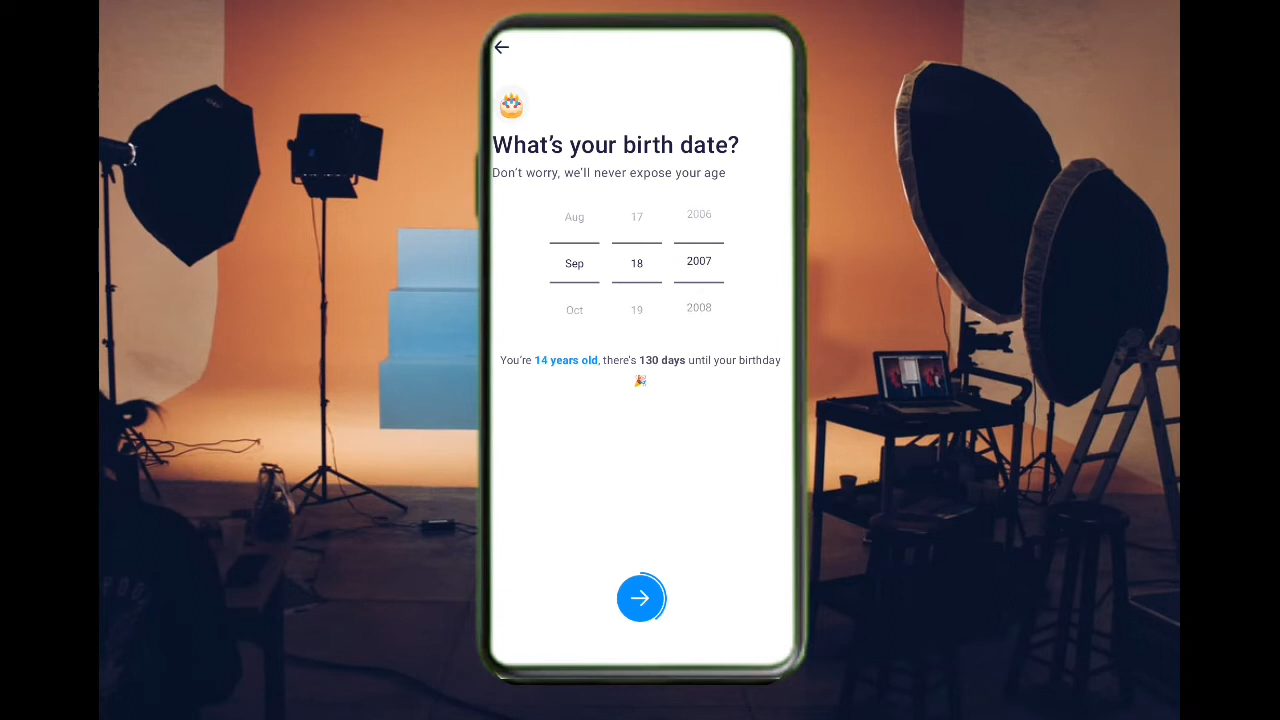 What's your birth date?
Don't worry, we'll never expose your age
Aug 17 2006
Sep 18 2007
Oct 19 2008
You're 14 years old, there's 130 days until your birthday
🎉